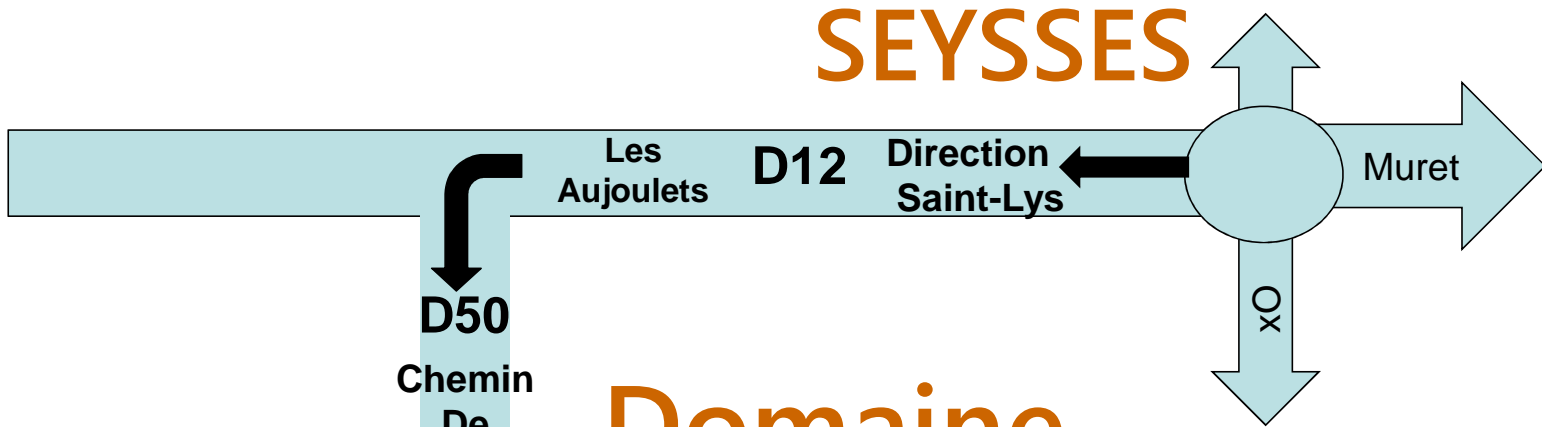 SEYSSES
Les
Aujoulets
D12
Direction
Saint-Lys
Muret
Ox
D50
Chemin
De
Domaine